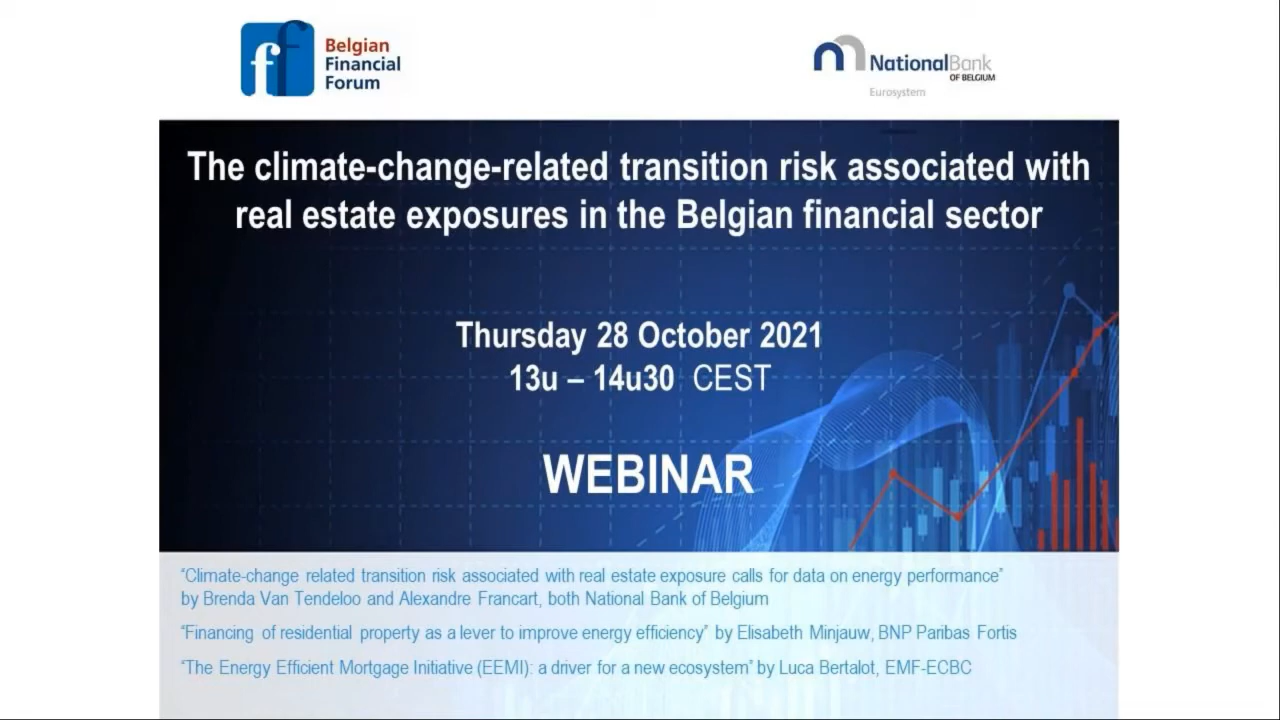 ff
Belgian
Financial
Forum
NationalBank
OF BELGIUM
Eurosystem
The climate-change-related transition risk associated with
real estate exposures in the Belgian financial sector
Thursday 28 October 2021
13u – 14u30 CEST
WEBINAR
“Climate-change related transition risk associated with real estate exposure calls for data on energy performance”
by Brenda Van Tendeloo and Alexandre Francart, both National Bank of Belgium
“Financing of residential property as a lever to improve energy efficiency” by Elisabeth Minjauw, BNP Paribas Fortis
“The Energy Efficient Mortgage Initiative (EEMI): a driver for a new ecosystem” by Luca Bertalot, EMF-ECBC